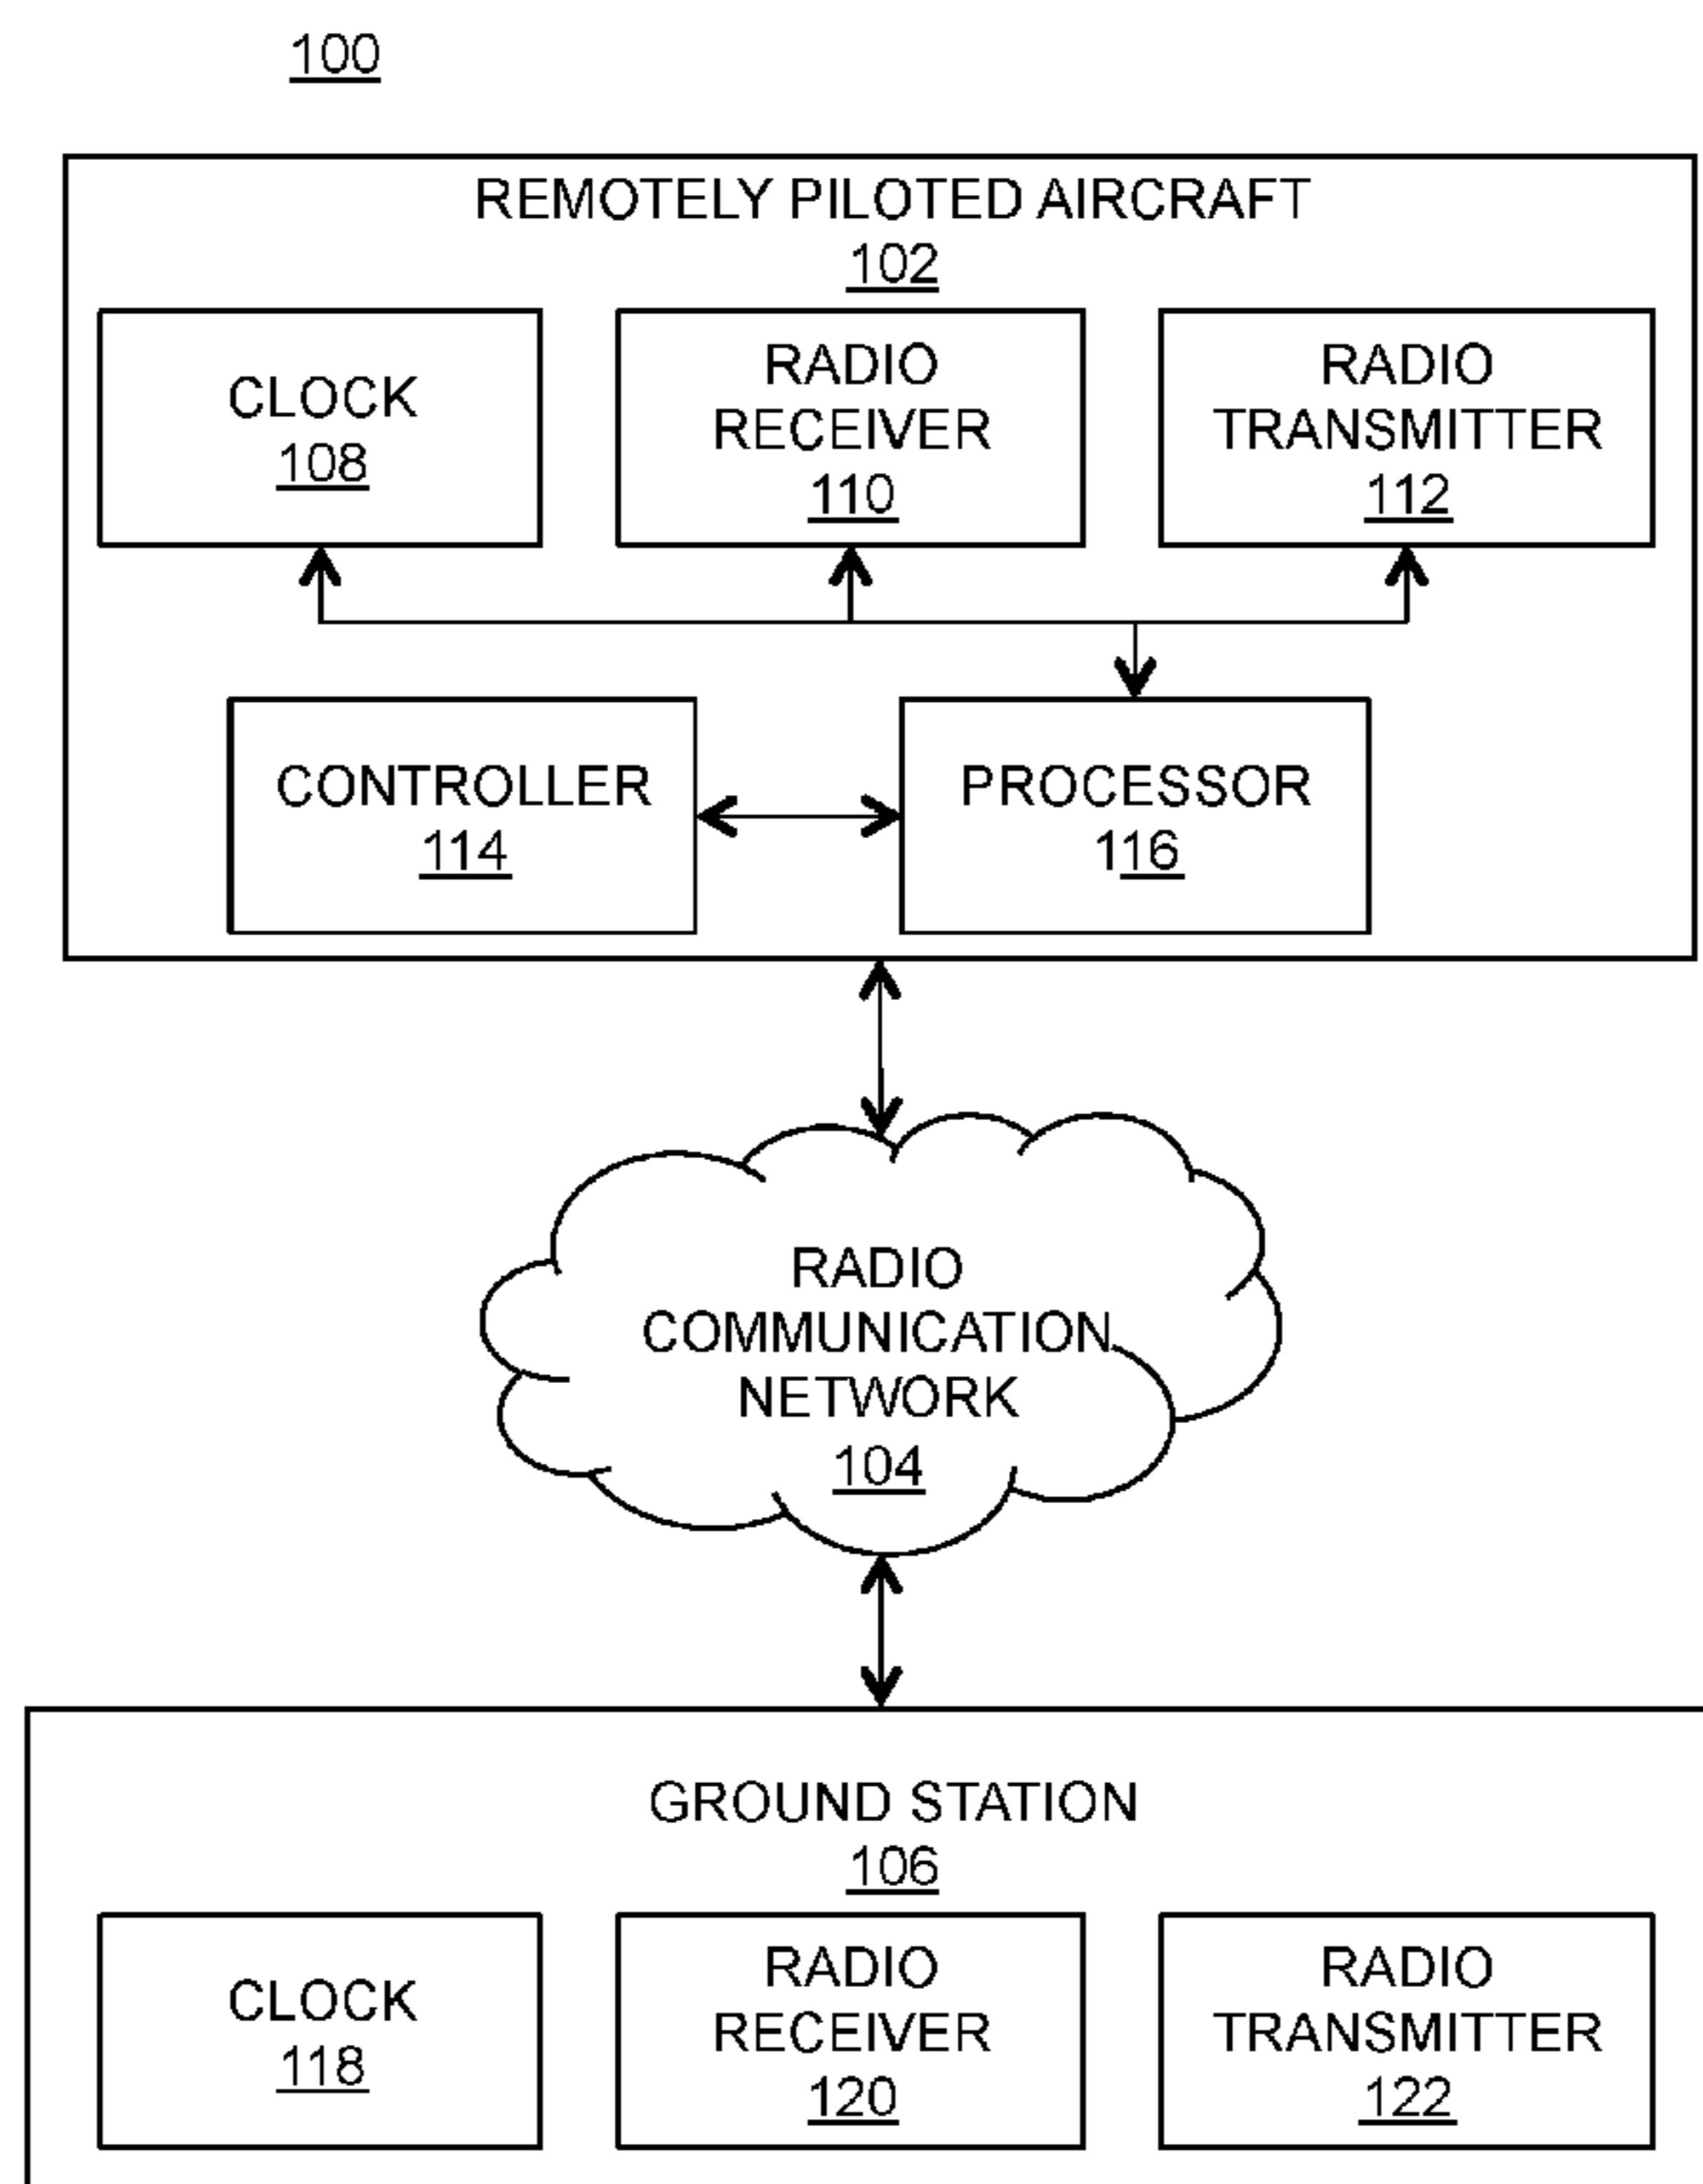 100
REMOTELY PILOTED AIRCRAFT
102
CLOCK
108
RADIO
RECEIVER
110
RADIO
TRANSMITTER
112
CONTROLLER
114
PROCESSOR
116
RADIO
COMMUNICATION
NETWORK
104
GROUND STATION
106
CLOCK
118
RADIO
RECEIVER
120
RADIO
TRANSMITTER
122